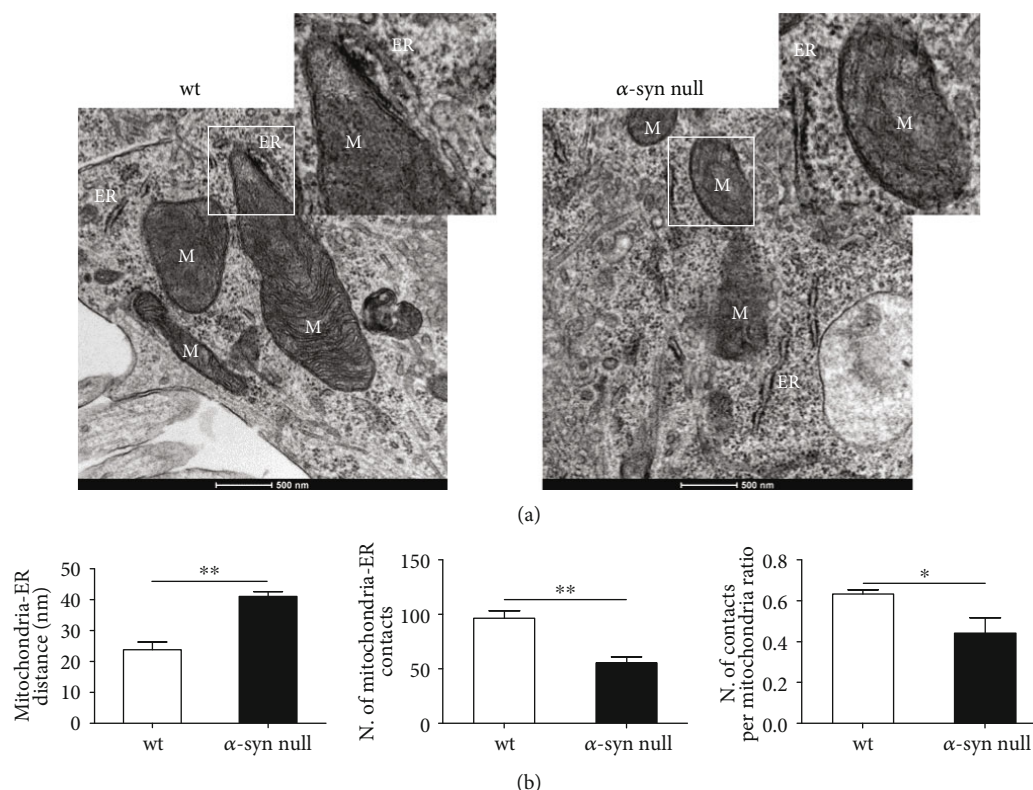 wt
α-syn null
ER
M
ER
ER
M
M
M
500 nm
ER
M
M
M
M
ER
500 nm
(a)
Mitochondria-ER
distance (nm)
50
40
30
20
10
0
**
wt
α-syn null
N. of mitochondria-ER
contacts
150
100
50
0
**
wt
α-syn null
N. of contacts
per mitochondria ratio
0.8
0.6
0.4
0.2
0.0
*
wt
α-syn null
(b)